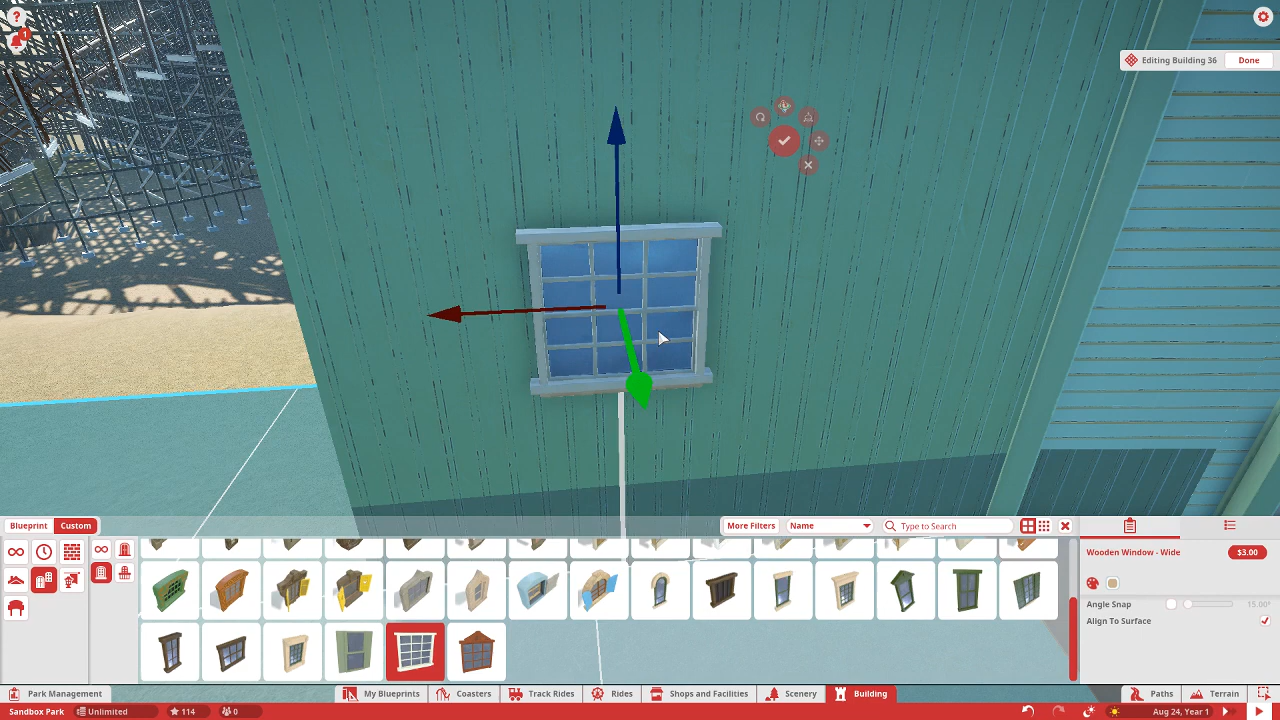 ?
1
Editing Building 36
Done
Blueprint
Custom
More Filters
Name
Type to Search
Wooden Window - Wide
$3.00
Angle Snap
15.00°
Align To Surface
Park Management
My Blueprints
Coasters
Track Rides
Rides
Shops and Facilities
Scenery
Building
Paths
Terrain
Sandbox Park
Unlimited
114
0
Aug 24, Year 1